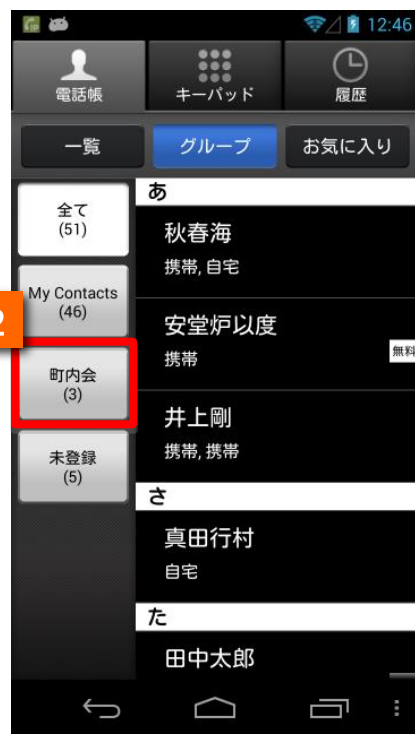 12:46
電話帳
キーパッド
履歴
一覧
グループ
お気に入り
全て
(51)
My Contacts
(46)
2
町内会
(3)
未登録
(5)
あ
秋春海
携帯, 自宅
安堂炉以度
携帯
無料
井上剛
携帯, 携帯
さ
真田行村
自宅
た
田中太郎